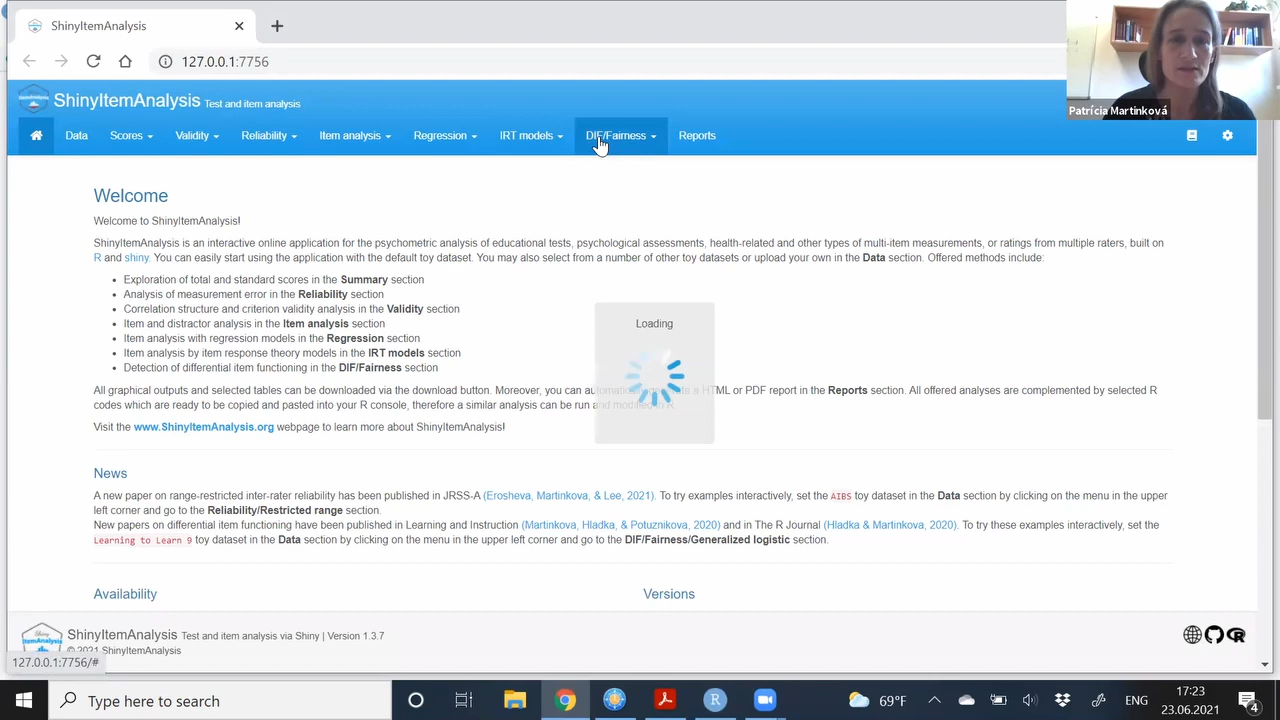 ShinyItemAnalysis
127.0.0.1:7756
Patrícia Martinková
ShinyItemAnalysis Test and item analysis
Data Scores Validity Reliability Item analysis Regression IRT models DIF/Fairness Reports
Welcome
Welcome to ShinyItemAnalysis!
ShinyItemAnalysis is an interactive online application for the psychometric analysis of educational tests, psychological assessments, health-related and other types of multi-item measurements, or ratings from multiple raters, built on
R and shiny. You can easily start using the application with the default toy dataset. You may also select from a number of other toy datasets or upload your own in the Data section. Offered methods include:
Exploration of total and standard scores in the Summary section
Analysis of measurement error in the Reliability section
Correlation structure and criterion validity analysis in the Validity section
Item and distractor analysis in the Item analysis section
Item analysis with regression models in the Regression section
Item analysis by item response theory models in the IRT models section
Detection of differential item functioning in the DIF/Fairness section
Loading
All graphical outputs and selected tables can be downloaded via the download button. Moreover, you can HTML or PDF report in the Reports section. All offered analyses are complemented by selected R
codes which are ready to be copied and pasted into your R console, therefore a similar analysis can be run and modified in R.
Visit the www.ShinyItemAnalysis.org webpage to learn more about ShinyItemAnalysis!
News
A new paper on range-restricted inter-rater reliability has been published in JRSS-A (Erosheva, Martinkova, & Lee, 2021). To try examples interactively, set the AIBS toy dataset in the Data section by clicking on the menu in the upper
left corner and go to the Reliability/Restricted range section.
New papers on differential item functioning have been published in Learning and Instruction (Martinkova, Hladka, & Potuznikova, 2020) and in The R Journal (Hladka & Martinkova, 2020). To try these examples interactively, set the
Learning to Learn 9 toy dataset in the Data section by clicking on the menu in the upper left corner and go to the DIF/Fairness/Generalized logistic section.
Availability Versions
ShinyItemAnalysis Test and item analysis via Shiny | Version 1.3.7
© 2021 ShinyItemAnalysis
127.0.0.1:7756/#
Type here to search
69°F
ENG
17:23
23.06.2021
4